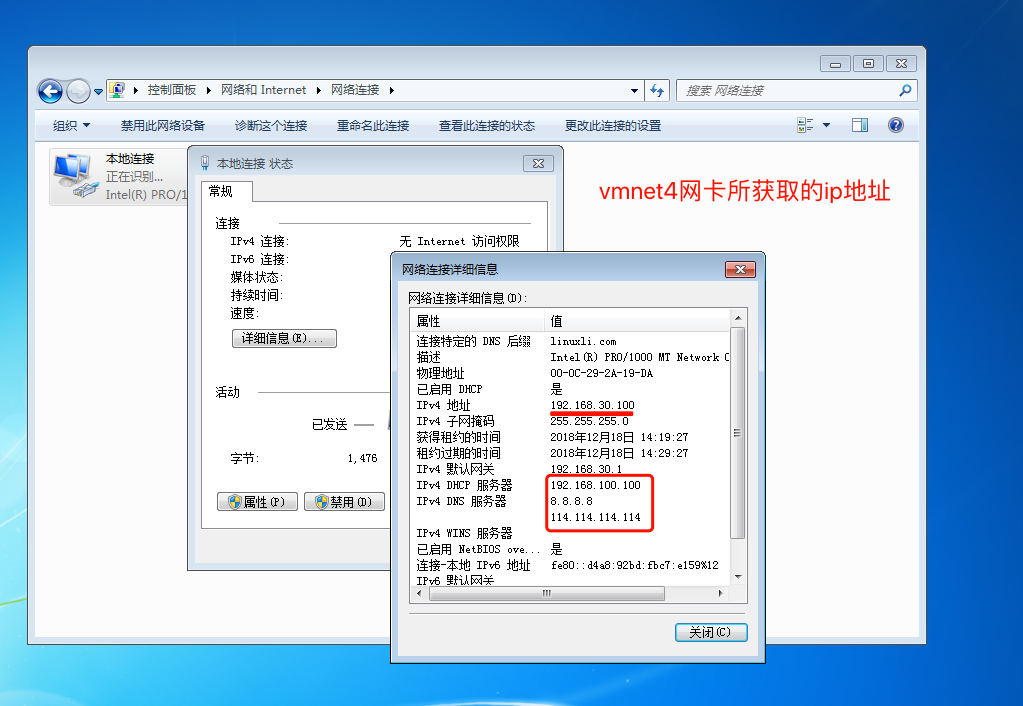 控制面板 网络和 Internet 网络连接
搜索 网络连接
组织 禁用此网络设备 诊断这个连接 重命名此连接 查看此连接的状态 更改此连接的设置
本地连接
正在识别...
Intel(R) PRO/1
vmnet4网卡所获取的ip地址
本地连接 状态
常规
连接
IPv4 连接: 无 Internet 访问权限
IPv6 连接:
媒体状态:
持续时间:
速度:
详细信息(E)...
活动
已发送
字节: 1,476
属性(P) 禁用(D)
网络连接详细信息
网络连接详细信息(D):
属性 值
连接特定的 DNS 后缀 linuxli.com
描述 Intel(R) PRO/1000 MT Network C
物理地址 00-0C-29-2A-19-DA
已启用 DHCP 是
IPv4 地址 192.168.30.100
IPv4 子网掩码 255.255.255.0
获得租约的时间 2018年12月18日 14:19:27
租约过期的时间 2018年12月18日 14:29:27
IPv4 默认网关 192.168.30.1
IPv4 DHCP 服务器 192.168.100.100
IPv4 DNS 服务器 8.8.8.8
114.114.114.114
IPv4 WINS 服务器
已启用 NetBIOS ove... 是
连接-本地 IPv6 地址 fe80::d4a8:92bd:fbc7:e159%12
IPv6 默认网关
关闭(C)